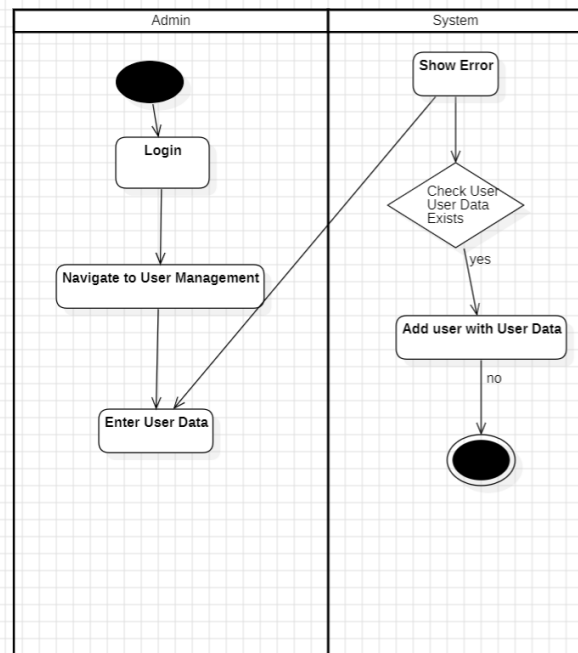 Admin
System
Show Error
Login
Check User
User Data
Exists
yes
Navigate to User Management
Add user with User Data
no
Enter User Data